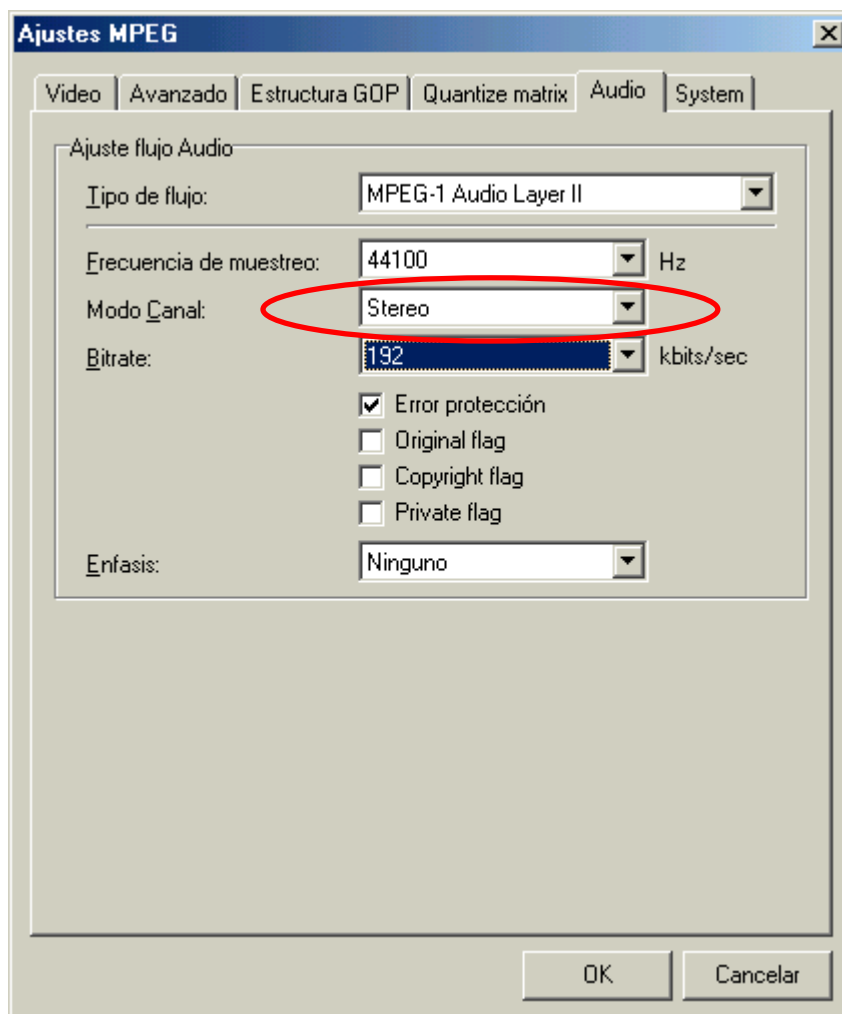 Ajustes MPEG
Video Avanzado Estructura GOP Quantize matrix Audio System
Ajuste flujo Audio
Tipo de flujo: MPEG-1 Audio Layer II
Frecuencia de muestreo: 44100 Hz
Modo Canal: Stereo
Bitrate: 192 kbits/sec
Error protección
Original flag
Copyright flag
Private flag
Enfasis: Ninguno
OK Cancelar